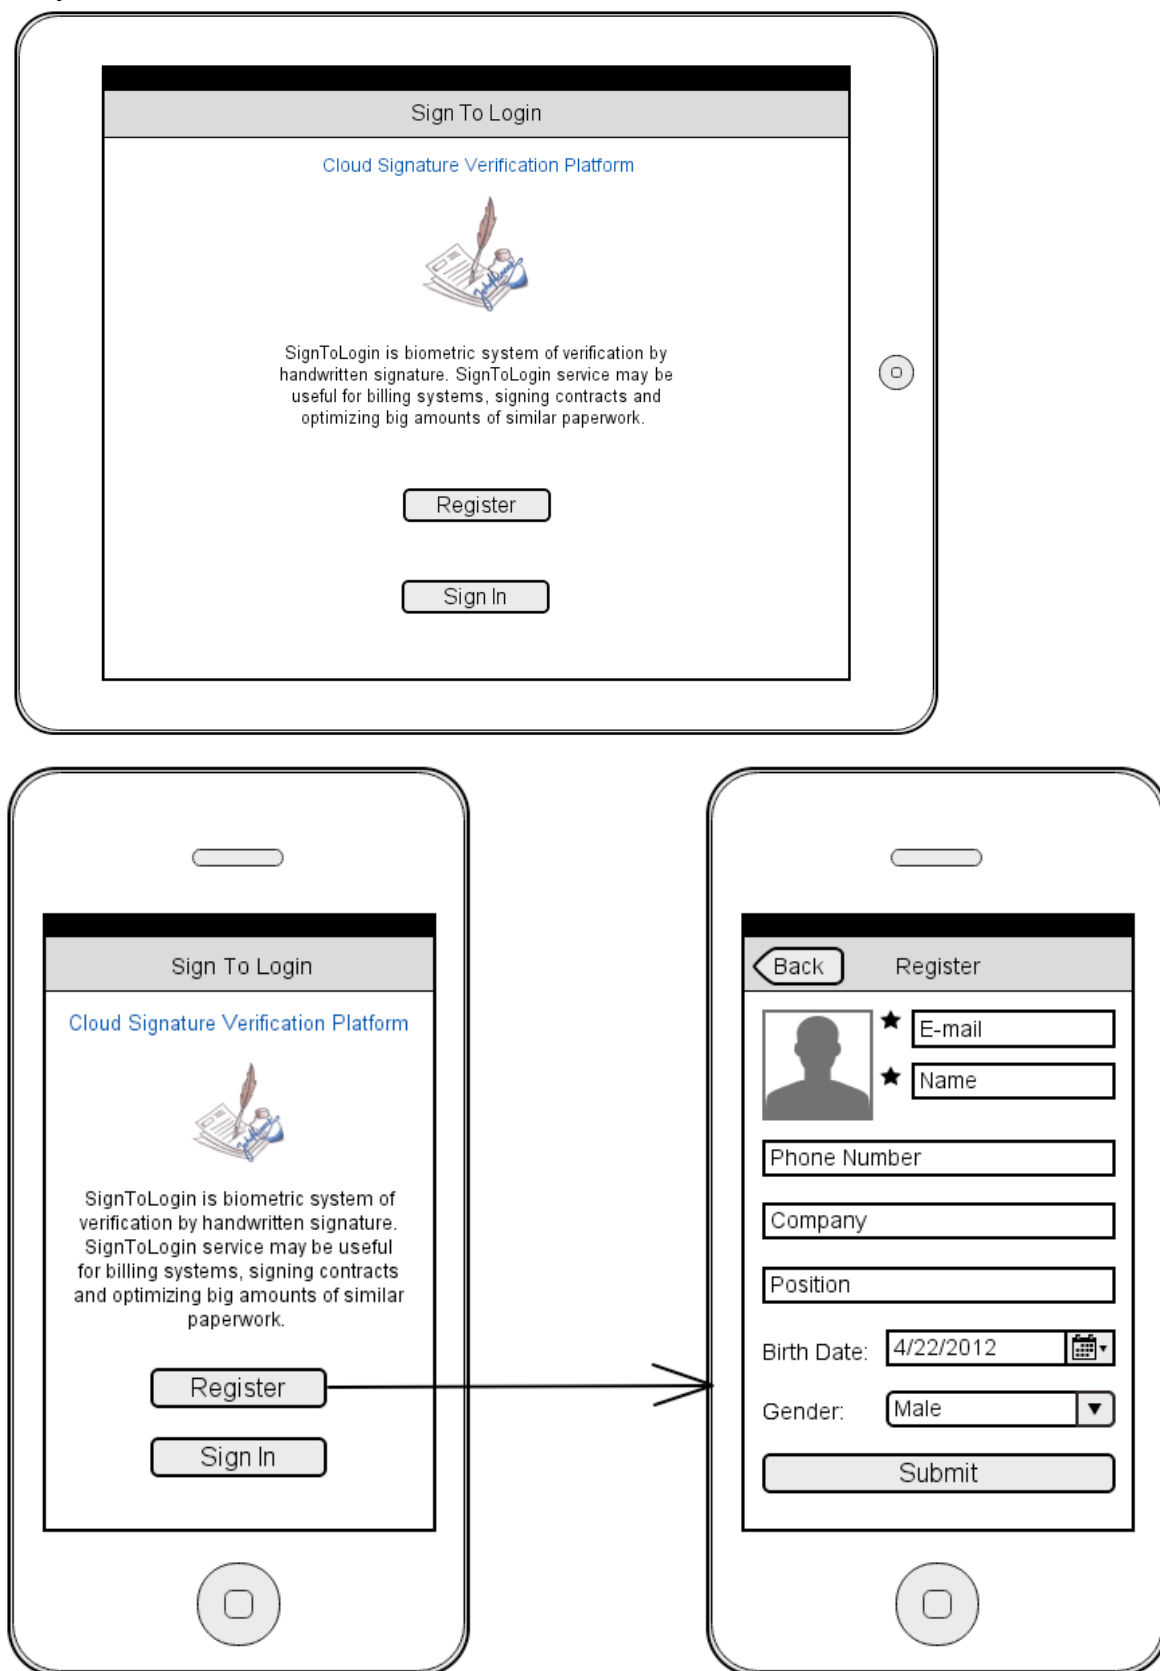 Sign To Login
Cloud Signature Verification Platform
SignToLogin is biometric system of verification by
handwritten signature. SignToLogin service may be
useful for billing systems, signing contracts and
optimizing big amounts of similar paperwork.
Register
Sign In
Sign To Login
Cloud Signature Verification Platform
SignToLogin is biometric system of
verification by handwritten signature.
SignToLogin service may be useful
for billing systems, signing contracts
and optimizing big amounts of similar
paperwork.
Register
Sign In
Back
Register
E-mail
Name
Phone Number
Company
Position
Birth Date: 4/22/2012
Gender: Male
Submit